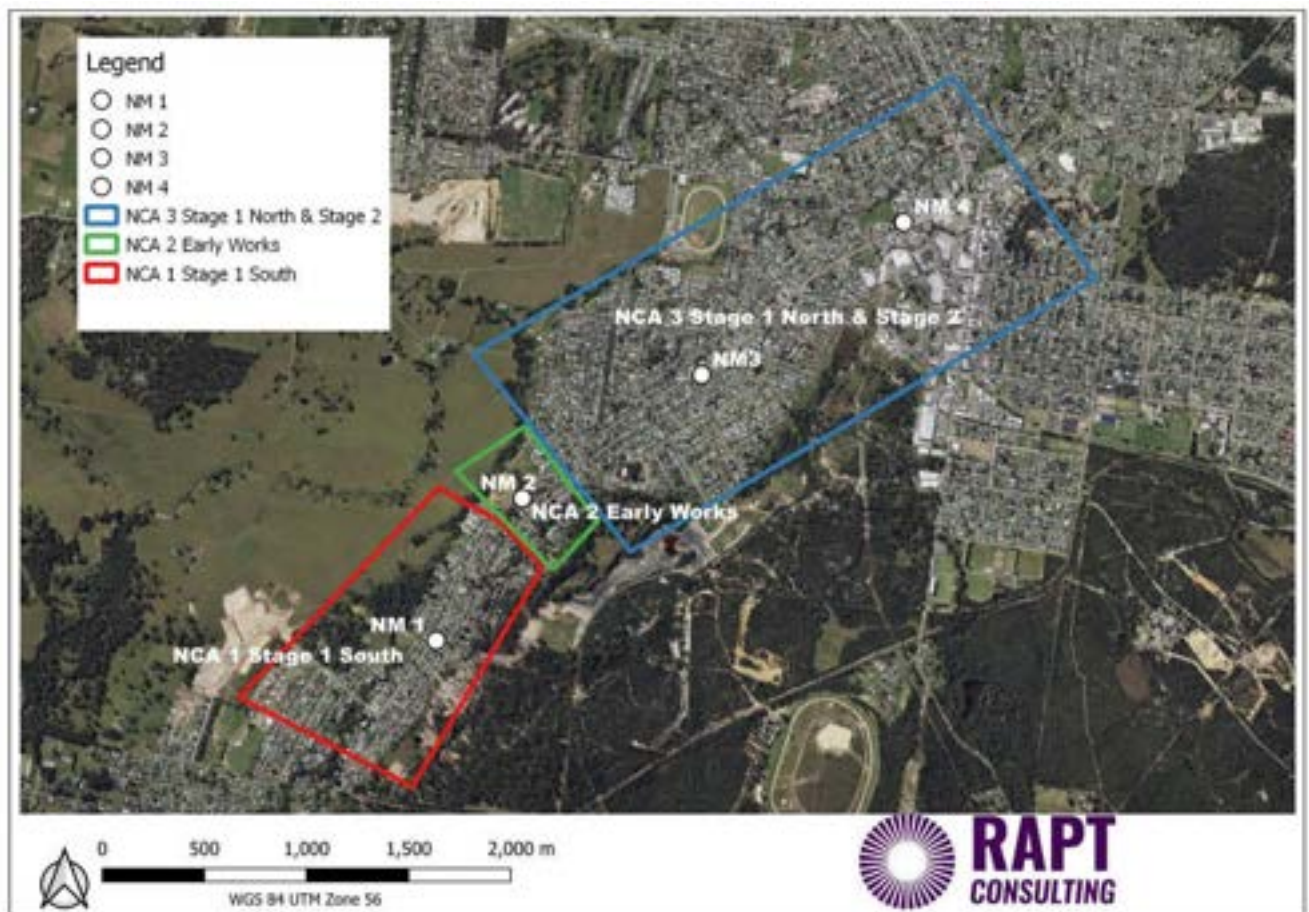 Legend
NM 1
NM 2
NM 3
NM 4
NCA 3 Stage 1 North & Stage 2
NCA 2 Early Works
NCA 1 Stage 1 South
NM 4
NCA 3 Stage 1 North & Stage 2
NM3
NM 2
NCA 2 Early Works
NM 1
NCA 1 Stage 1 South
0 500 1,000 1,500 2,000 m
WGS 84 UTM Zone 56
RAPT
CONSULTING